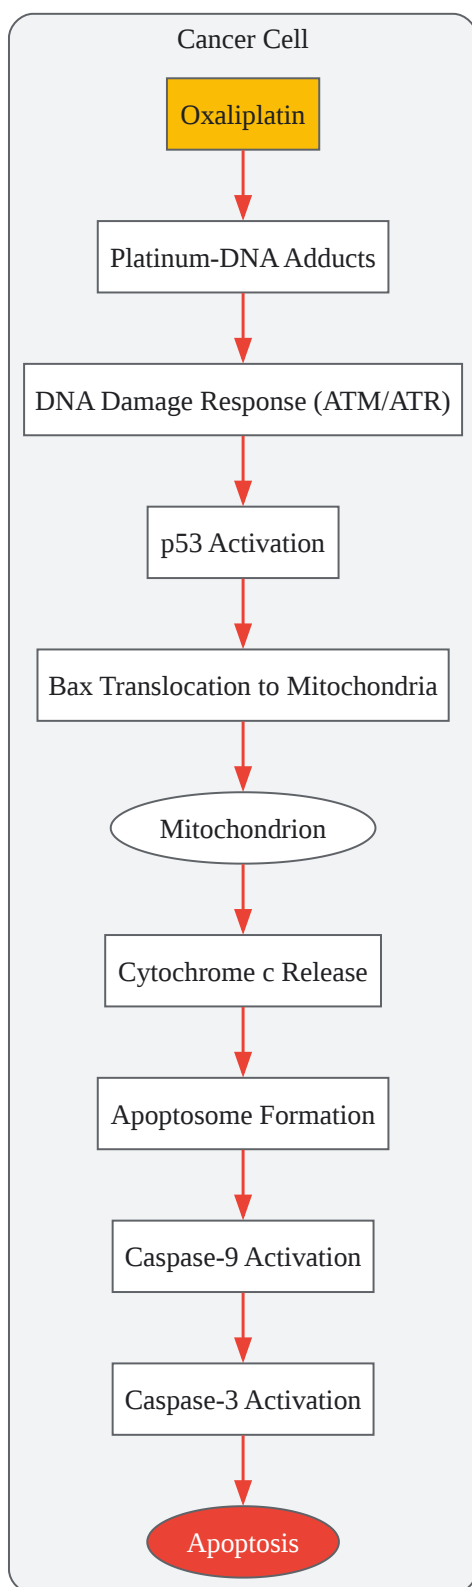 Cancer Cell
Oxaliplatin
Platinum-DNA Adducts
DNA Damage Response (ATM/ATR)
p53 Activation
Bax Translocation to Mitochondria
Mitochondrion
Cytochrome c Release
Apoptosome Formation
Caspase-9 Activation
Caspase-3 Activation
Apoptosis